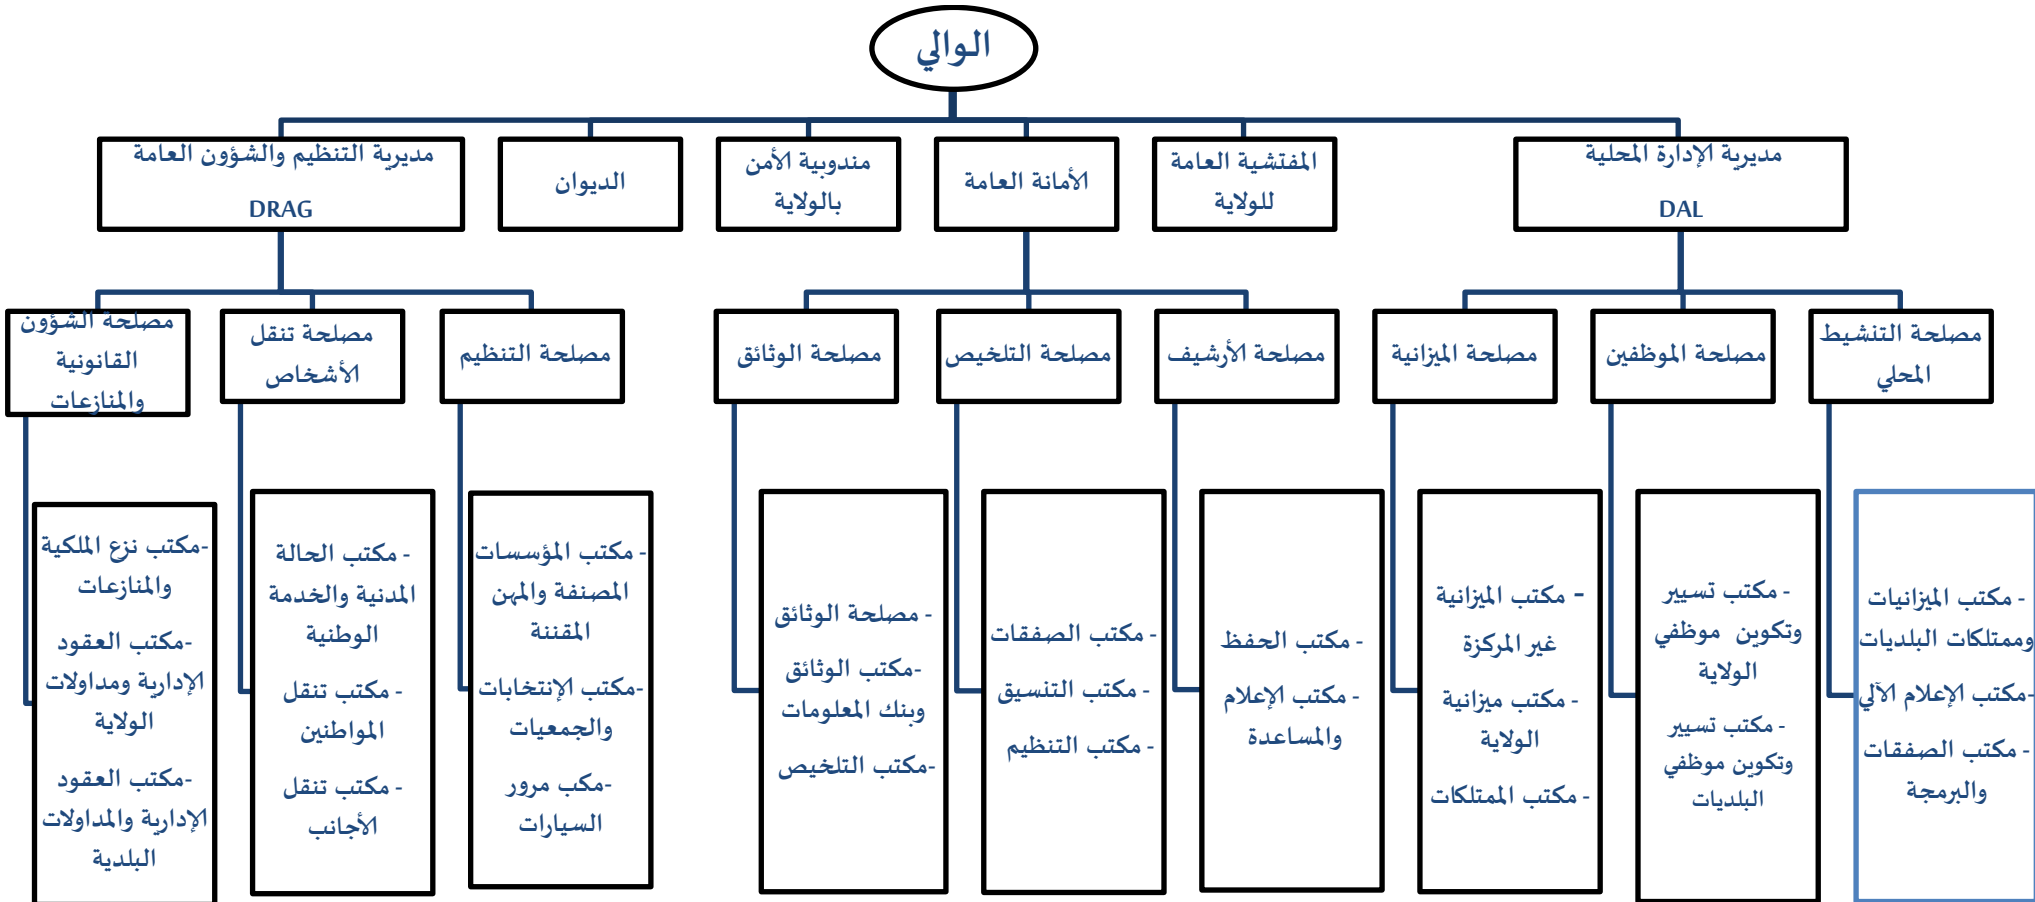 الوالي
مديرية الإدارة المحلية
DAL
المفتشية العامة
للولاية
الأمانة العامة
مندوبية الأمن
بالولاية
الديوان
مديرية التنظيم والشؤون العامة
DRAG
مصلحة التنشيط
المحلي
مصلحة الموظفين
مصلحة الميزانية
مصلحة الأرشيف
مصلحة التلخيص
مصلحة الوثائق
مصلحة التنظيم
مصلحة تنقل
الأشخاص
مصلحة الشؤون
القانونية
والمنازعات
- مكتب الميزانيات
وممتلكات البلديات
-مكتب الإعلام الآلي
- مكتب الصفقات
والبرمجة
- مكتب تسيير
وتكوين موظفي
الولاية
- مكتب تسيير
وتكوين موظفي
البلديات
- مكتب الميزانية
غير المركزة
- مكتب ميزانية
الولاية
- مكتب الممتلكات
- مكتب الحفظ
- مكتب الإعلام
والمساعدة
- مكتب الصفقات
- مكتب التنسيق
- مكتب التنظيم
- مصلحة الوثائق
-مكتب الوثائق
وبنك المعلومات
-مكتب التلخيص
- مكتب المؤسسات
المصنفة والمهن
المقننة
-مكتب الإنتخابات
والجمعيات
-مكب مرور
السيارات
- مكتب الحالة
المدنية والخدمة
الوطنية
- مكتب تنقل
المواطنين
- مكتب تنقل
الأجانب
-مكتب نزع الملكية
والمنازعات
-مكتب العقود
الإدارية ومداولات
الولاية
-مكتب العقود
الإدارية والمداولات
البلدية